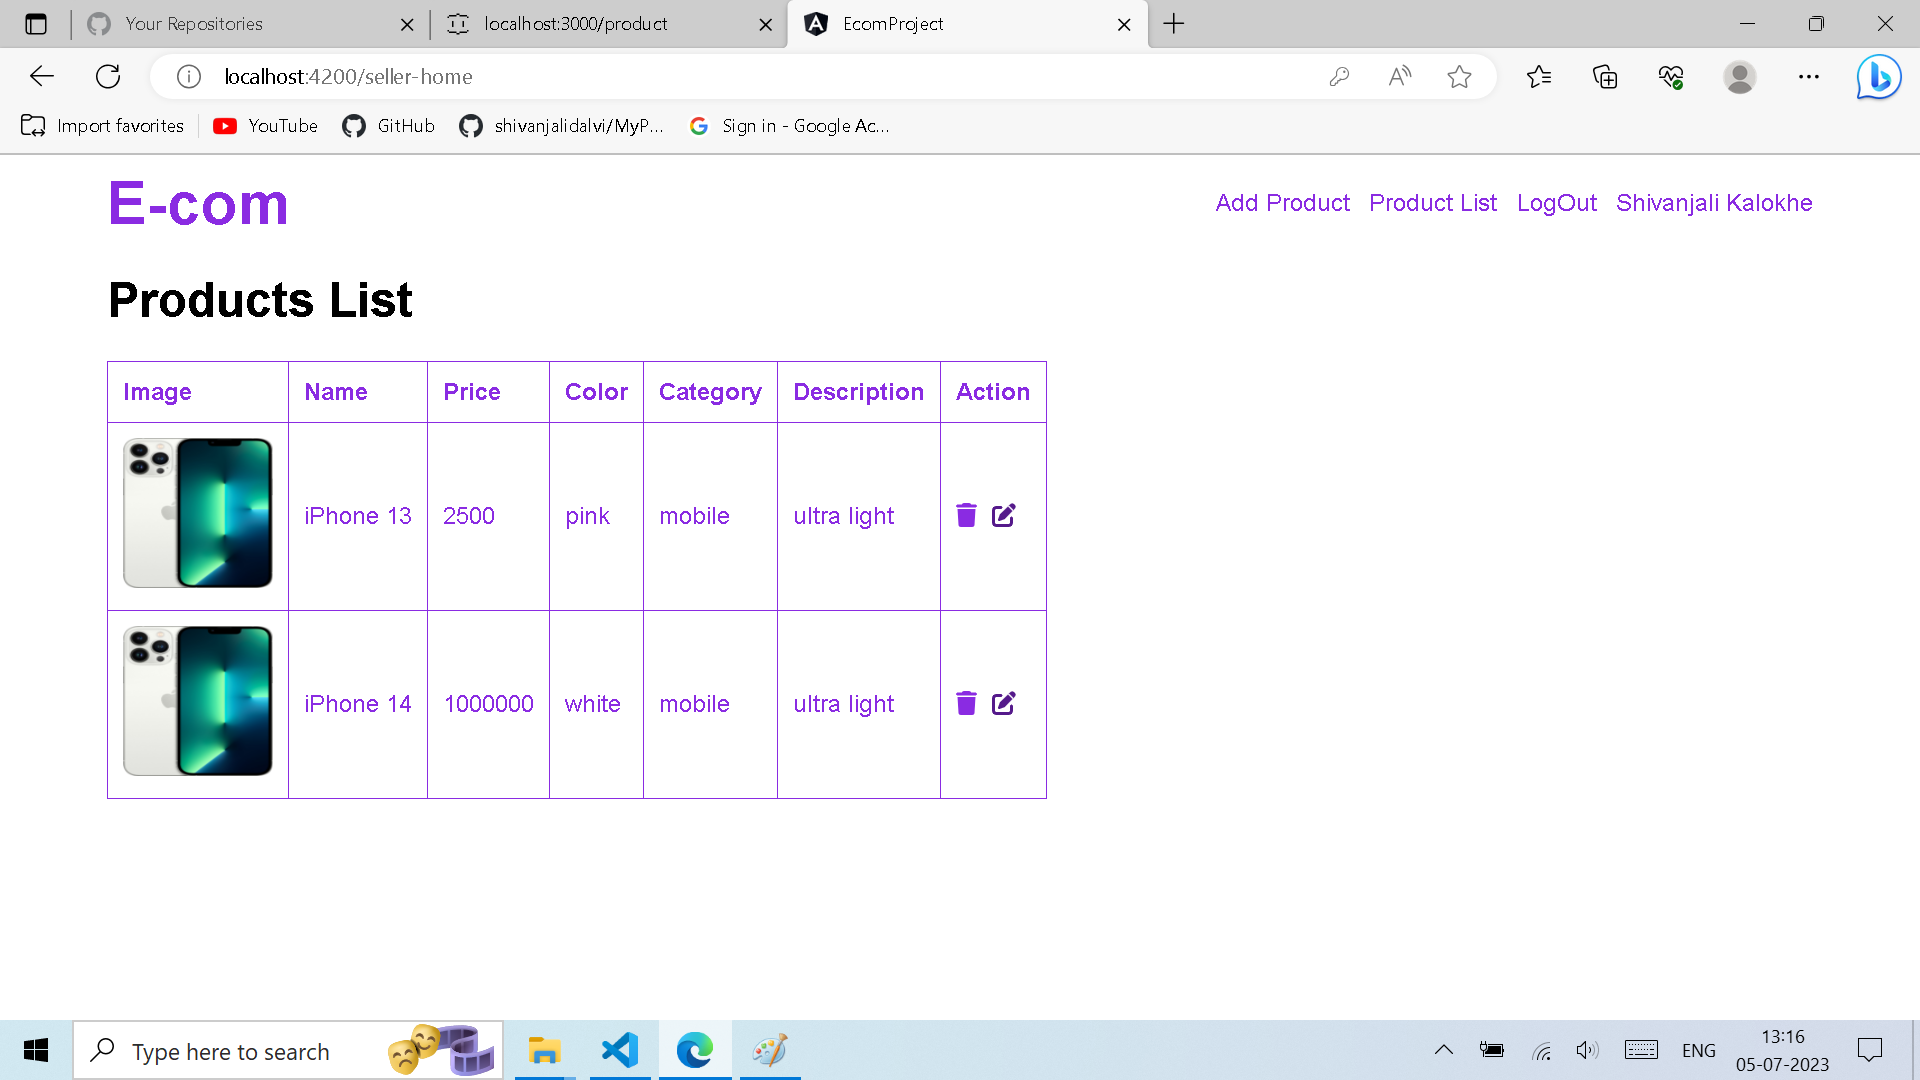 Your Repositories
localhost:3000/product
EcomProject
localhost:4200/seller-home
Import favorites
YouTube
GitHub
shivanjalidalvi/MyP...
Sign in - Google Ac...
E-com
Add Product Product List LogOut Shivanjali Kalokhe
Products List
Image Name Price Color Category Description Action
iPhone 13 2500 pink mobile ultra light
iPhone 14 1000000 white mobile ultra light
Type here to search
ENG
13:16
05-07-2023